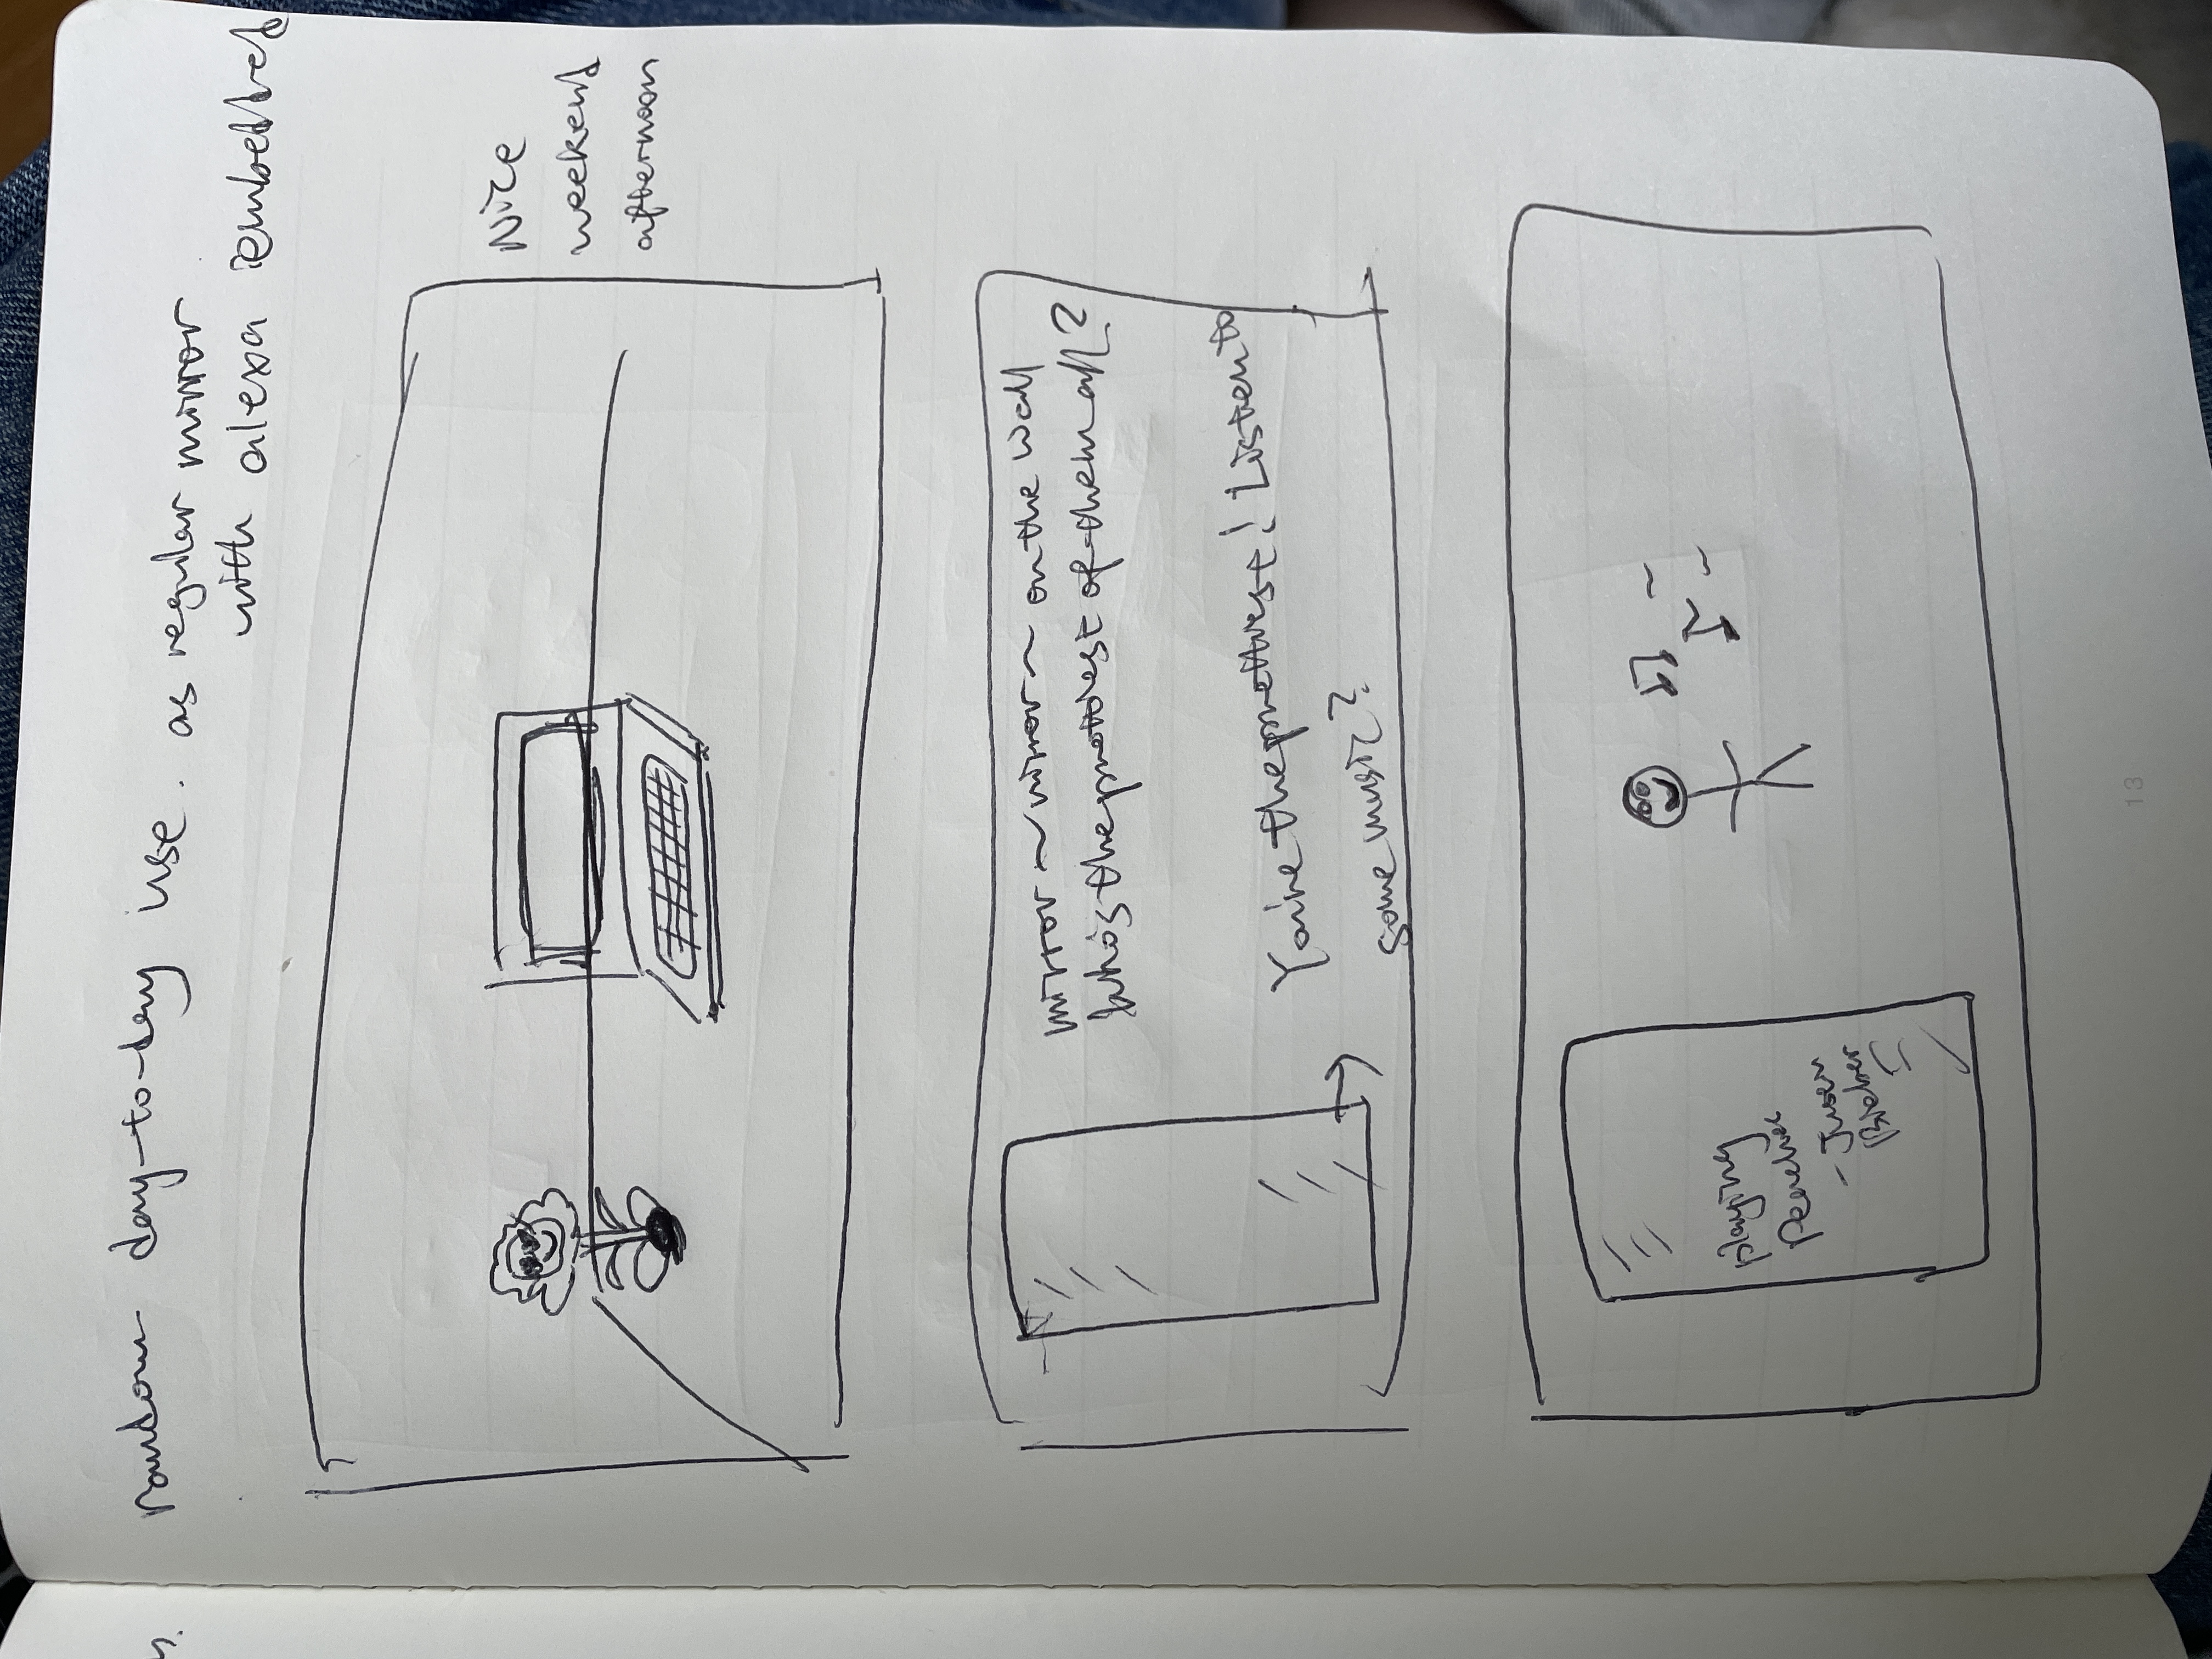 random day-to-day use. as regular mirror
with alexa embedded
Nice
weekend
afternoon
mirror ~ mirror ~ on the wall
who's the prettiest of them all?
You're the prettiest! Listen to
some music?
playing
Peaches
- Jusen
Bieber
13